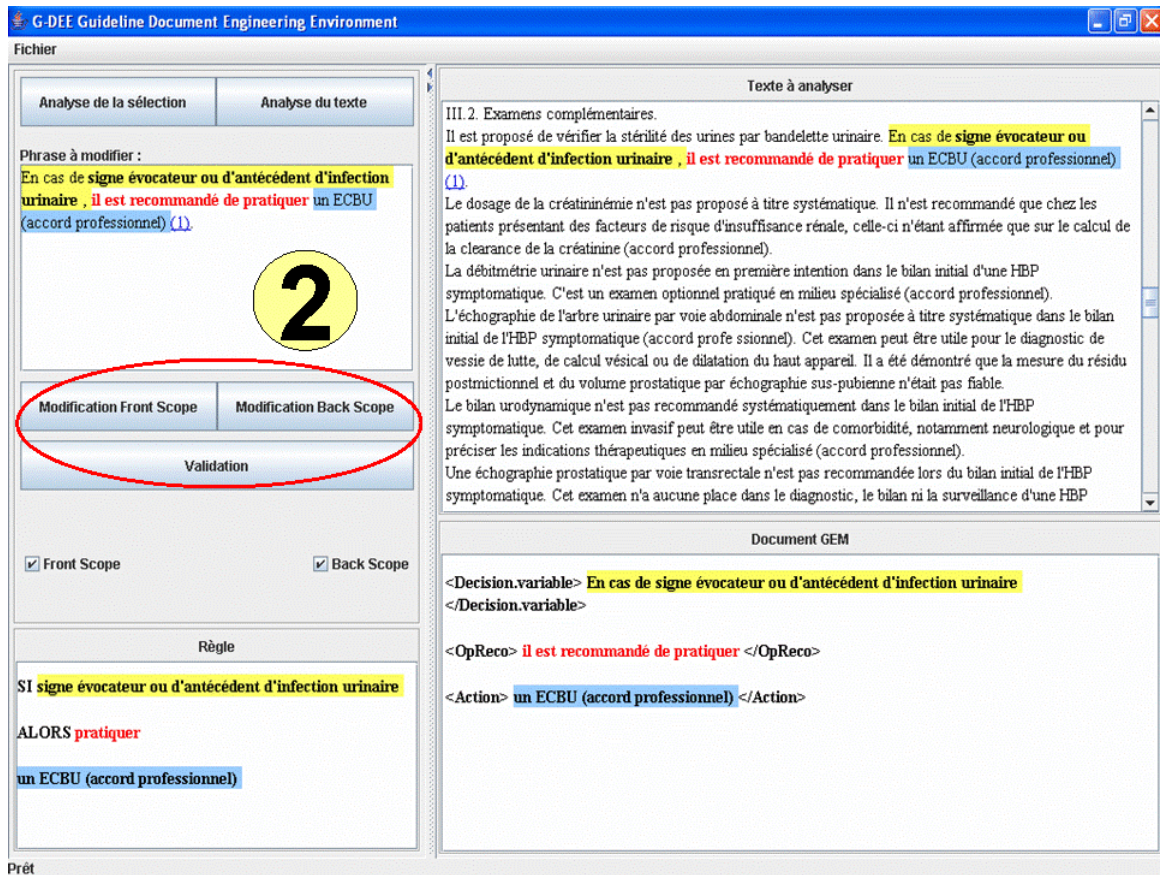 G-DEE Guideline Document Engineering Environment
Fichier
Analyse de la sélection
Analyse du texte
Phrase à modifier :
En cas de signe évocateur ou d'antécédent d'infection
urinaire , il est recommandé de pratiquer un ECBU
(accord professionnel) (1).
2
Modification Front Scope
Modification Back Scope
Validation
Front Scope
Back Scope
Règle
SI signe évocateur ou d'antécédent d'infection urinaire
ALORS pratiquer
un ECBU (accord professionnel)
Texte à analyser
III.2. Examens complémentaires.
Il est proposé de vérifier la stérilité des urines par bandelette urinaire. En cas de signe évocateur ou
d'antécédent d'infection urinaire , il est recommandé de pratiquer un ECBU (accord professionnel)
(1).
Le dosage de la créatininémie n'est pas proposé à titre systématique. Il n'est recommandé que chez les
patients présentant des facteurs de risque d'insuffisance rénale, celle-ci n'étant affirmée que sur le calcul de
la clearance de la créatinine (accord professionnel).
La débitmétrie urinaire n'est pas proposée en première intention dans le bilan initial d'une HBP
symptomatique. C'est un examen optionnel pratiqué en milieu spécialisé (accord professionnel).
L'échographie de l'arbre urinaire par voie abdominale n'est pas proposée à titre systématique dans le bilan
initial de l'HBP symptomatique (accord profe ssionnel). Cet examen peut être utile pour le diagnostic de
vessie de lutte, de calcul vésical ou de dilatation du haut appareil. Il a été démontré que la mesure du résidu
postmictionnel et du volume prostatique par échographie sus-pubienne n'était pas fiable.
Le bilan urodynamique n'est pas recommandé systématiquement dans le bilan initial de l'HBP
symptomatique. Cet examen invasif peut être utile en cas de comorbidité, notamment neurologique et pour
préciser les indications thérapeutiques en milieu spécialisé (accord professionnel).
Une échographie prostatique par voie transrectale n'est pas recommandée lors du bilan initial de l'HBP
symptomatique. Cet examen n'a aucune place dans le diagnostic, le bilan ni la surveillance d'une HBP
Document GEM
<Decision.variable> En cas de signe évocateur ou d'antécédent d'infection urinaire
</Decision.variable>
<OpReco> il est recommandé de pratiquer </OpReco>
<Action> un ECBU (accord professionnel) </Action>
Prêt